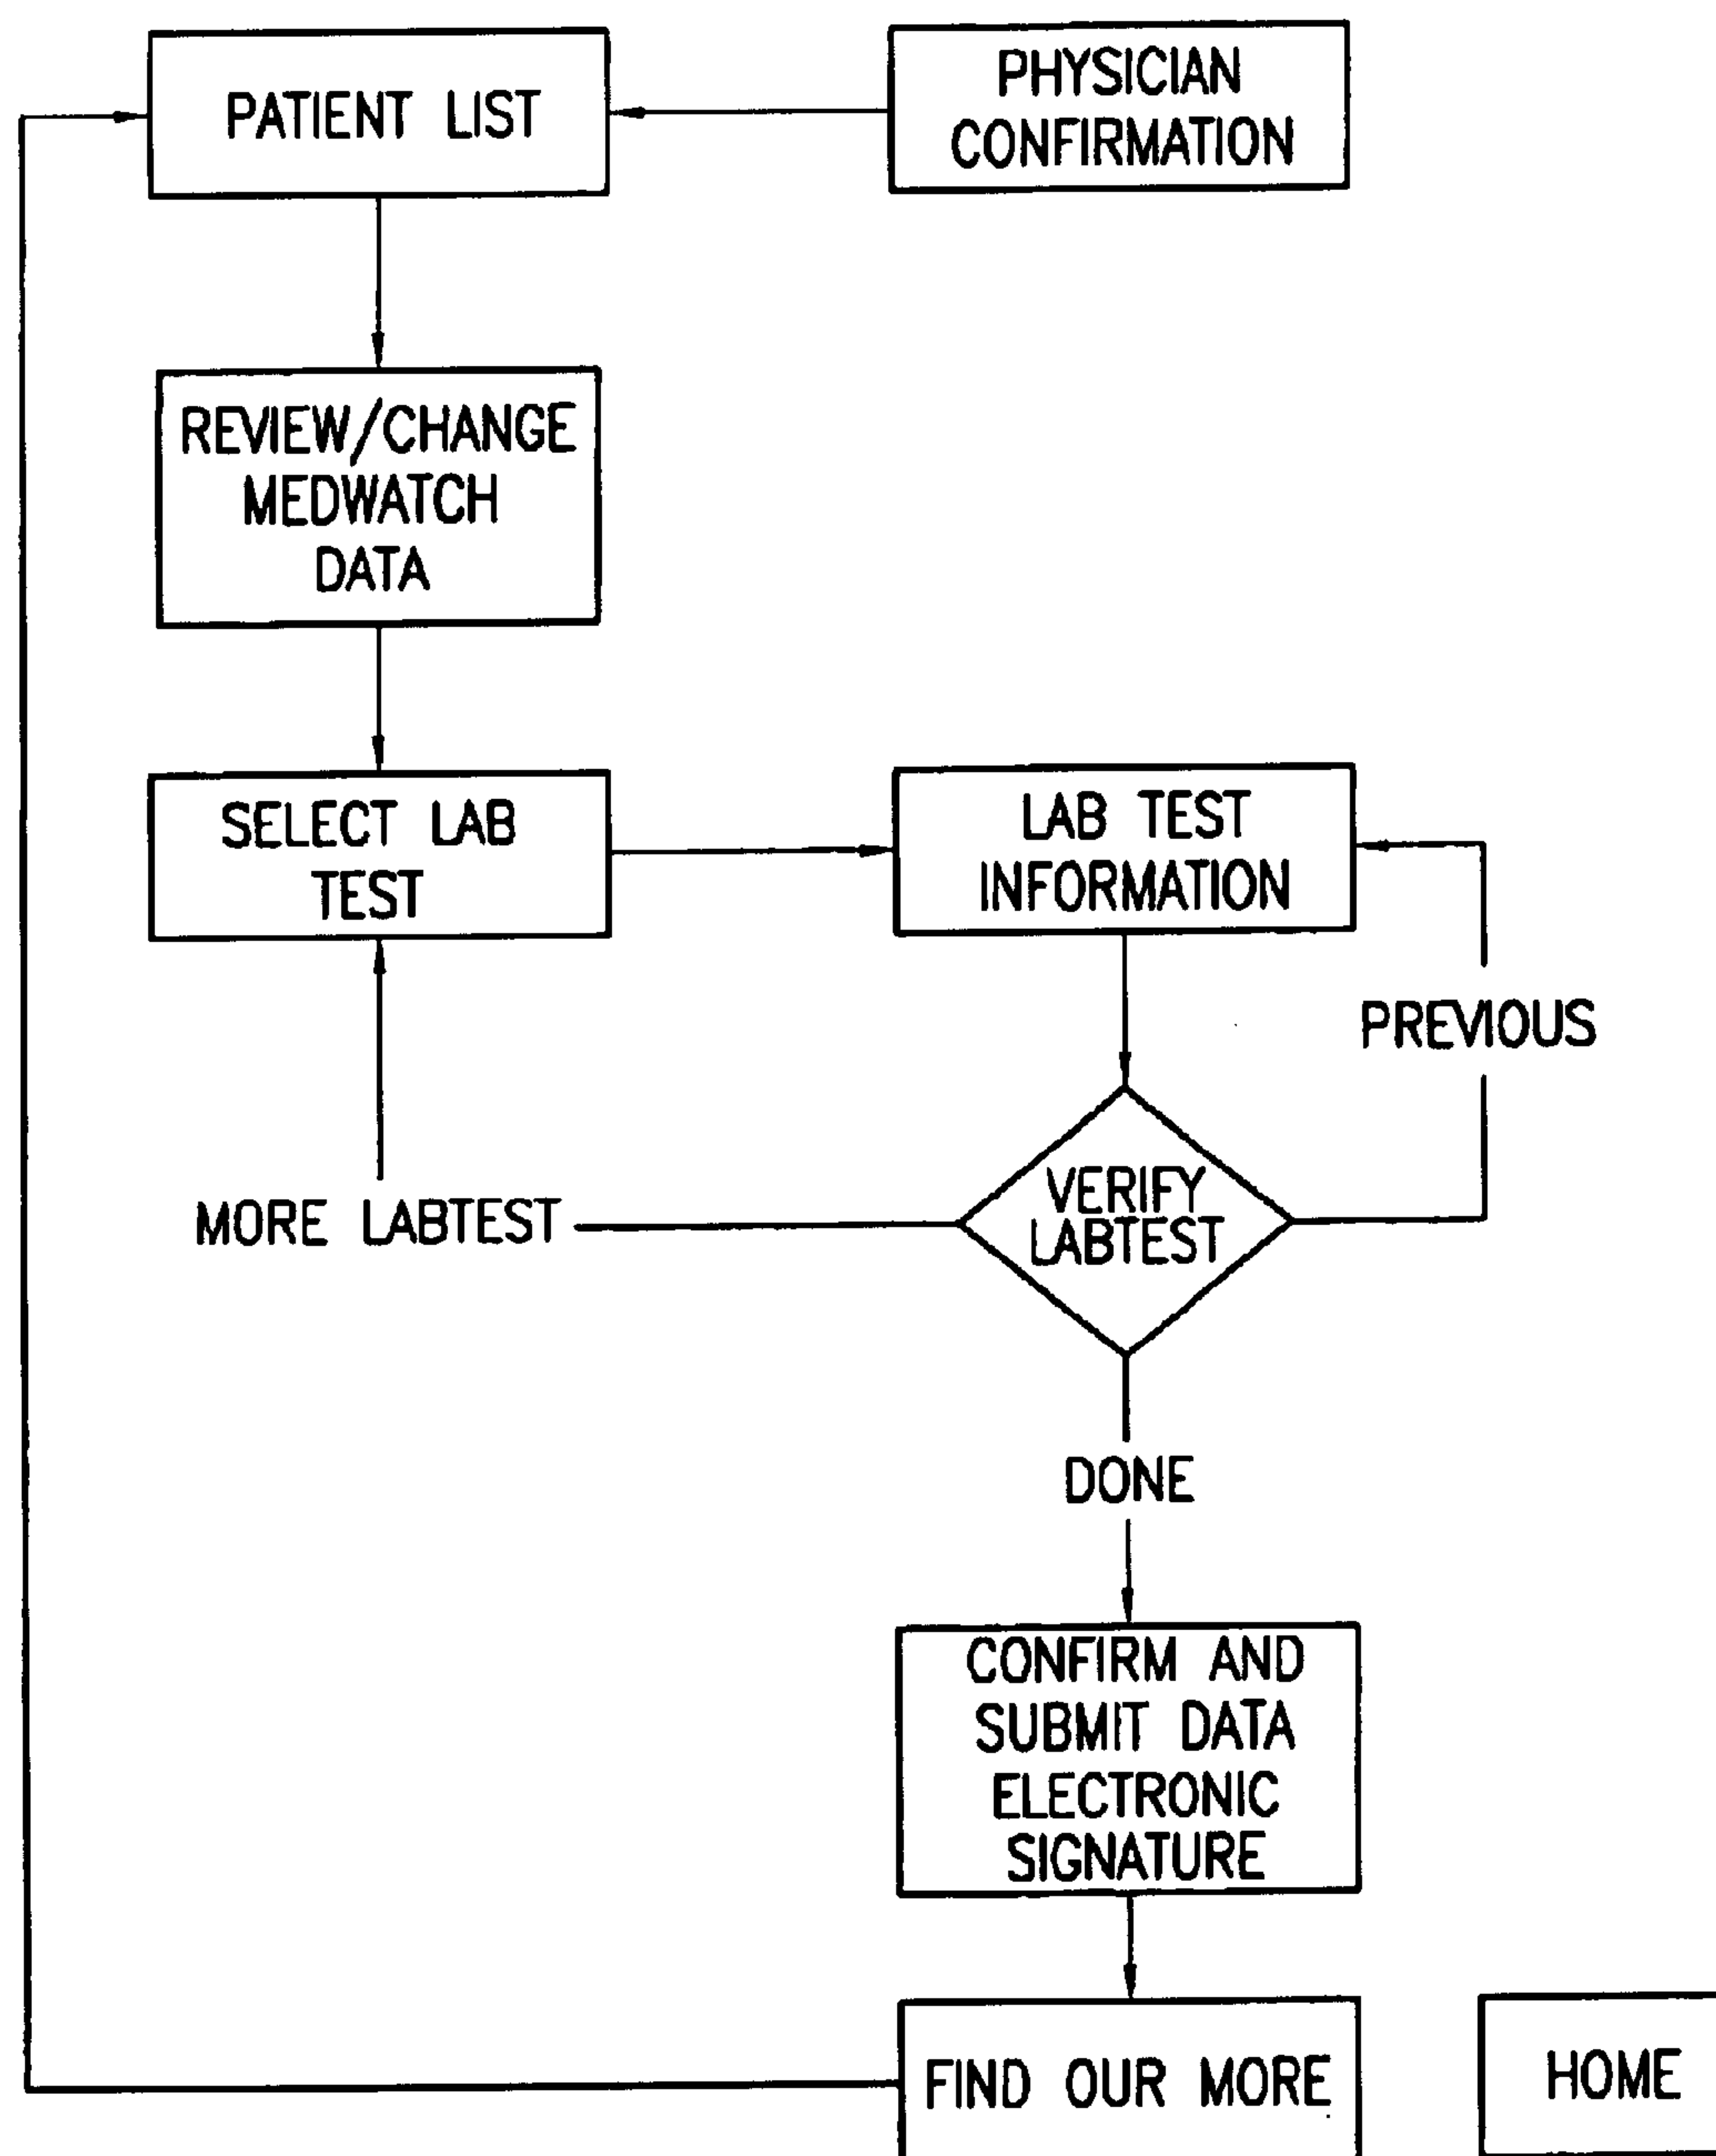 PATIENT LIST
PHYSICIAN
CONFIRMATION
REVIEW/CHANGE
MEDWATCH
DATA
SELECT LAB
TEST
LAB TEST
INFORMATION
PREVIOUS
MORE LABTEST
VERIFY
LABTEST
DONE
CONFIRM AND
SUBMIT DATA
ELECTRONIC
SIGNATURE
FIND OUR MORE
HOME